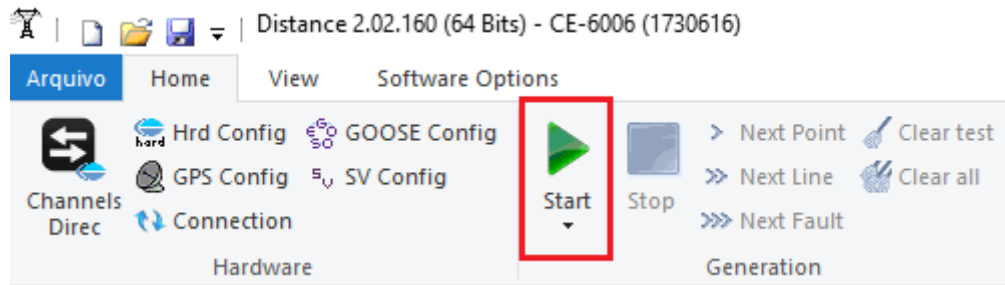 Distance 2.02.160 (64 Bits) - CE-6006 (1730616)
Arquivo Home View Software Options
Channels Direc
hard Hrd Config
GPS Config
Connection
GOOSE Config
SV Config
Hardware
Start
Stop
Next Point
Next Line
Next Fault
Clear test
Clear all
Generation